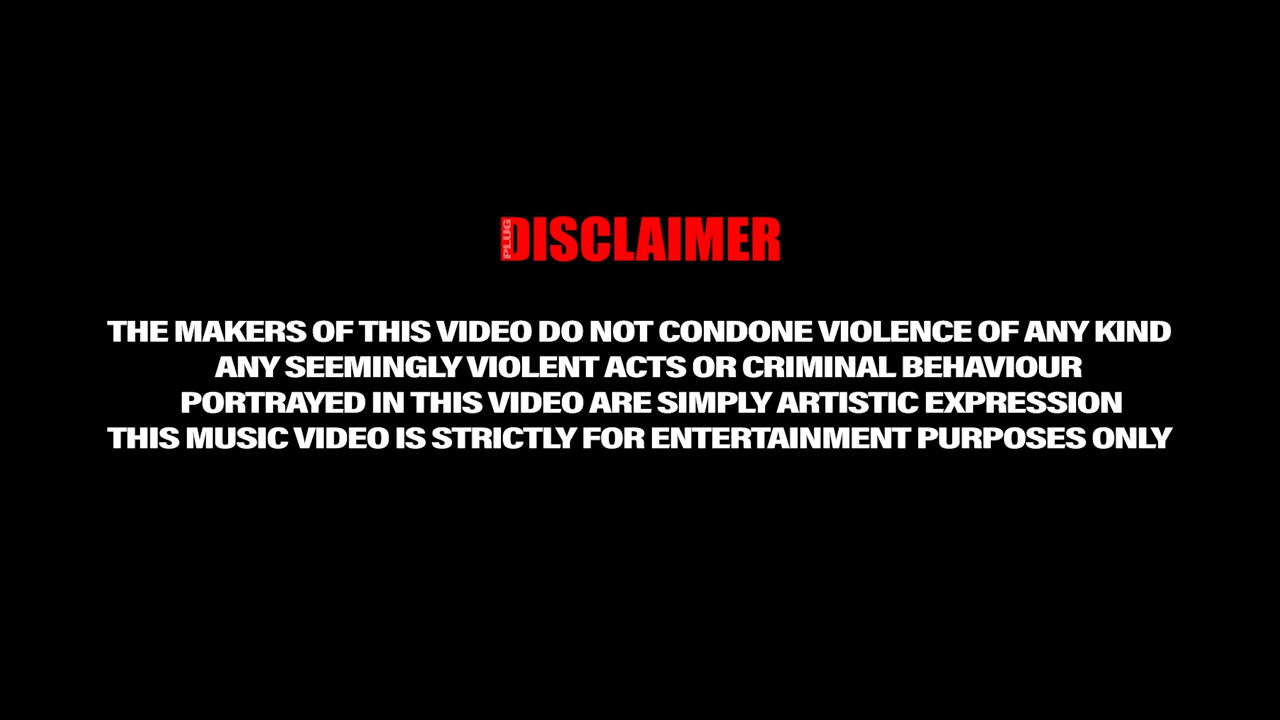 PLUG
DISCLAIMER
THE MAKERS OF THIS VIDEO DO NOT CONDONE VIOLENCE OF ANY KIND
ANY SEEMINGLY VIOLENT ACTS OR CRIMINAL BEHAVIOUR
PORTRAYED IN THIS VIDEO ARE SIMPLY ARTISTIC EXPRESSION
THIS MUSIC VIDEO IS STRICTLY FOR ENTERTAINMENT PURPOSES ONLY